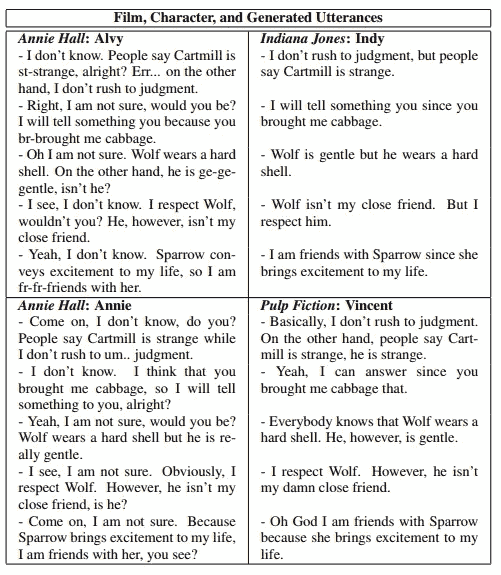 Film, Character, and Generated Utterances
Annie Hall: Alvy
- I don't know. People say Cartmill is
st-strange, alright? Err... on the other
hand, I don't rush to judgment.
- Right, I am not sure, would you be?
I will tell something you because you
br-brought me cabbage.
- Oh I am not sure. Wolf wears a hard
shell. On the other hand, he is ge-ge-
gentle, isn't he?
- I see, I don't know. I respect Wolf,
wouldn't you? He, however, isn't my
close friend.
- Yeah, I don't know. Sparrow con-
veys excitement to my life, so I am
fr-fr-friends with her.
Indiana Jones: Indy
- I don't rush to judgment, but people
say Cartmill is strange.
- I will tell something you since you
brought me cabbage.
- Wolf is gentle but he wears a hard
shell.
- Wolf isn't my close friend. But I
respect him.
- I am friends with Sparrow since she
brings excitement to my life.
Annie Hall: Annie
- Come on, I don't know, do you?
People say Cartmill is strange while
I don't rush to um.. judgment.
- I don't know. I think that you
brought me cabbage, so I will tell
something to you, alright?
- Yeah, I am not sure, would you be?
Wolf wears a hard shell but he is re-
ally gentle.
- I see, I am not sure. Obviously, I
respect Wolf. However, he isn't my
close friend, is he?
- Come on, I am not sure. Because
Sparrow brings excitement to my life,
I am friends with her, you see?
Pulp Fiction: Vincent
- Basically, I don't rush to judgment.
On the other hand, people say Cart-
mill is strange, he is strange.
- Yeah, I can answer since you
brought me cabbage that.
- Everybody knows that Wolf wears a
hard shell. He, however, is gentle.
- I respect Wolf. However, he isn't
my damn close friend.
- Oh God I am friends with Sparrow
because she brings excitement to my
life.